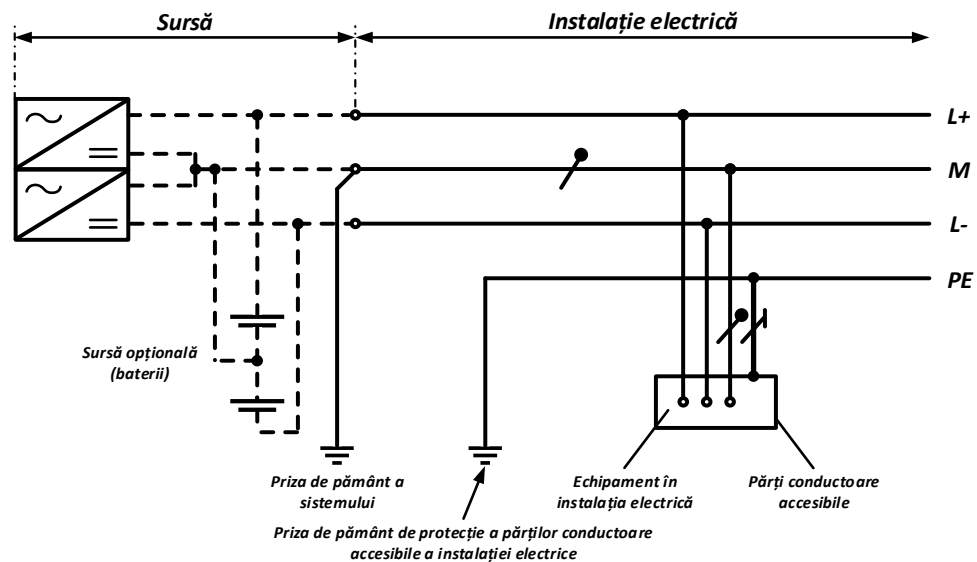 Sursă
Instalație electrică
L+
M
L-
PE
Sursă opțională
(baterii)
Priza de pământ a
sistemului
Echipament în
instalația electrică
Părți conductoare
accesibile
Priza de pământ de protecție a părților conductoare
accesibile a instalației electrice